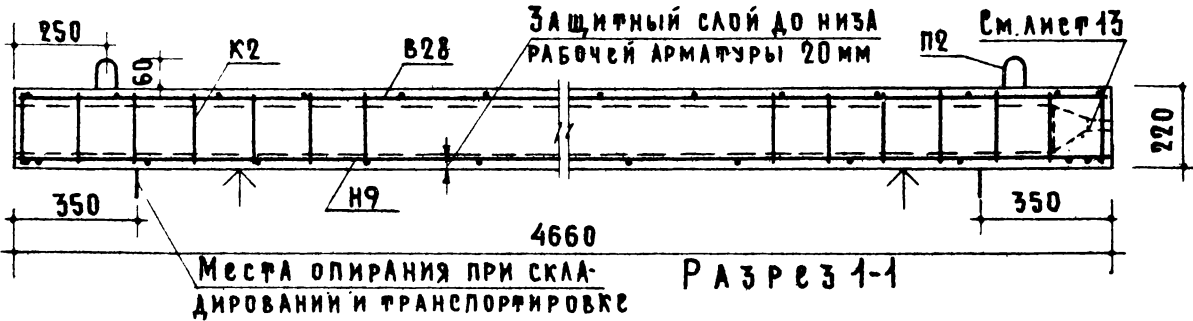 250
60
К2
В28
Защитный слой до низа
рабочей арматуры 20 мм
П2
См. лист 13
220
Н9
350
350
4660
Места опирания при скла-
дировании и транспортировке
Разрез 1-1